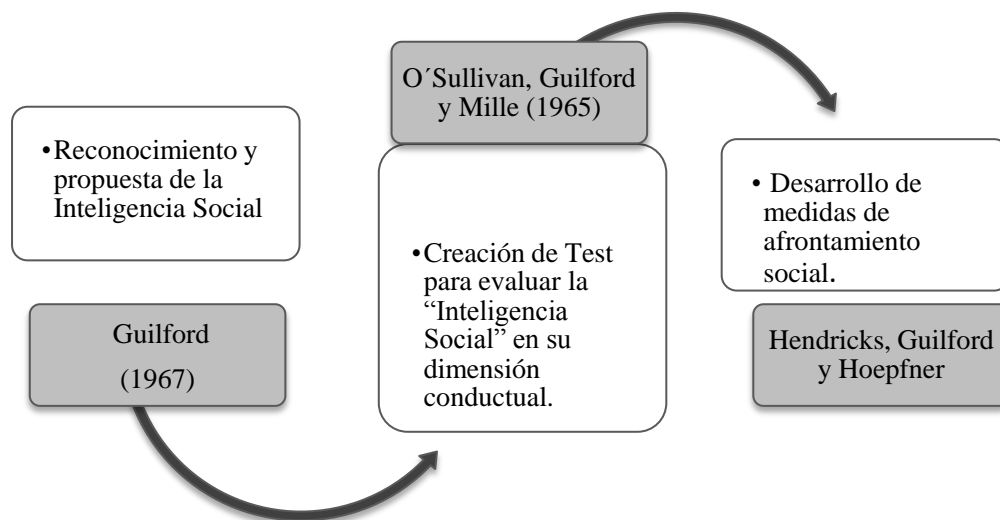 •Reconocimiento y
propuesta de la
Inteligencia Social
Guilford
(1967)
O´Sullivan, Guilford
y Mille (1965)
•Creación de Test
para evaluar la
“Inteligencia
Social” en su
dimensión
conductual.
• Desarrollo de
medidas de
afrontamiento
social.
Hendricks, Guilford
y Hoepfner